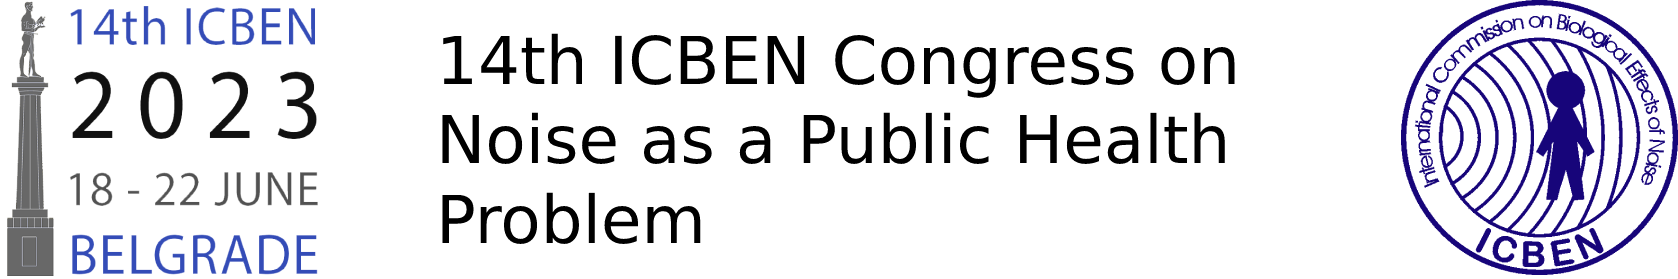 14th ICBEN
2023
18 - 22 JUNE
BELGRADE
14th ICBEN Congress on
Noise as a Public Health
Problem
International Commission on Biological Effects of Noise
ICBEN